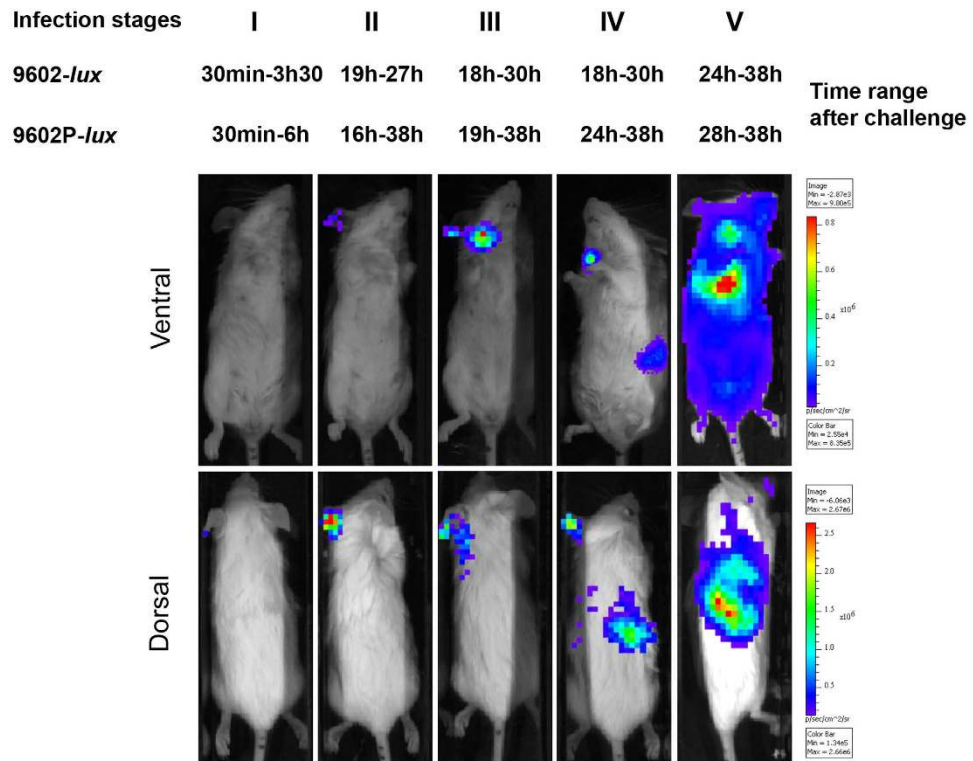 Infection stages I II III IV V
9602-lux 30min-3h30 19h-27h 18h-30h 18h-30h 24h-38h
Time range
after challenge
9602P-lux 30min-6h 16h-38h 19h-38h 24h-38h 28h-38h
Ventral
Image
Min = -2.87e3
Max = 9.80e5
0.8
0.6
0.4
x10^6
0.2
p/sec/cm^2/sr
Color Bar
Min = 2.55e4
Max = 8.35e5
Dorsal
Image
Min = -6.06e3
Max = 2.67e6
2.5
2.0
1.5
x10^6
1.0
0.5
p/sec/cm^2/sr
Color Bar
Min = 1.34e5
Max = 2.66e6